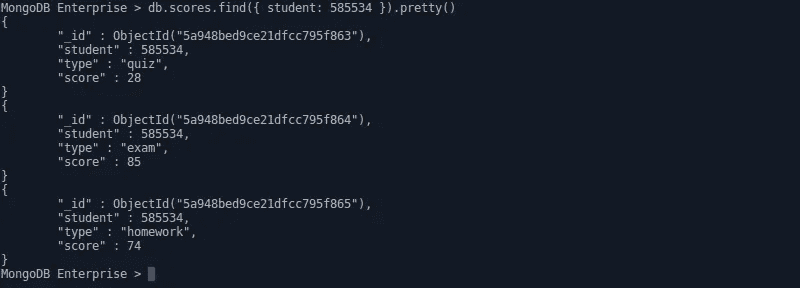 MongoDB Enterprise > db.scores.find({ student: 585534 }).pretty()
{
        "_id" : ObjectId("5a948bed9ce21dfcc795f863"),
        "student" : 585534,
        "type" : "quiz",
        "score" : 28
}
{
        "_id" : ObjectId("5a948bed9ce21dfcc795f864"),
        "student" : 585534,
        "type" : "exam",
        "score" : 85
}
{
        "_id" : ObjectId("5a948bed9ce21dfcc795f865"),
        "student" : 585534,
        "type" : "homework",
        "score" : 74
}
MongoDB Enterprise >